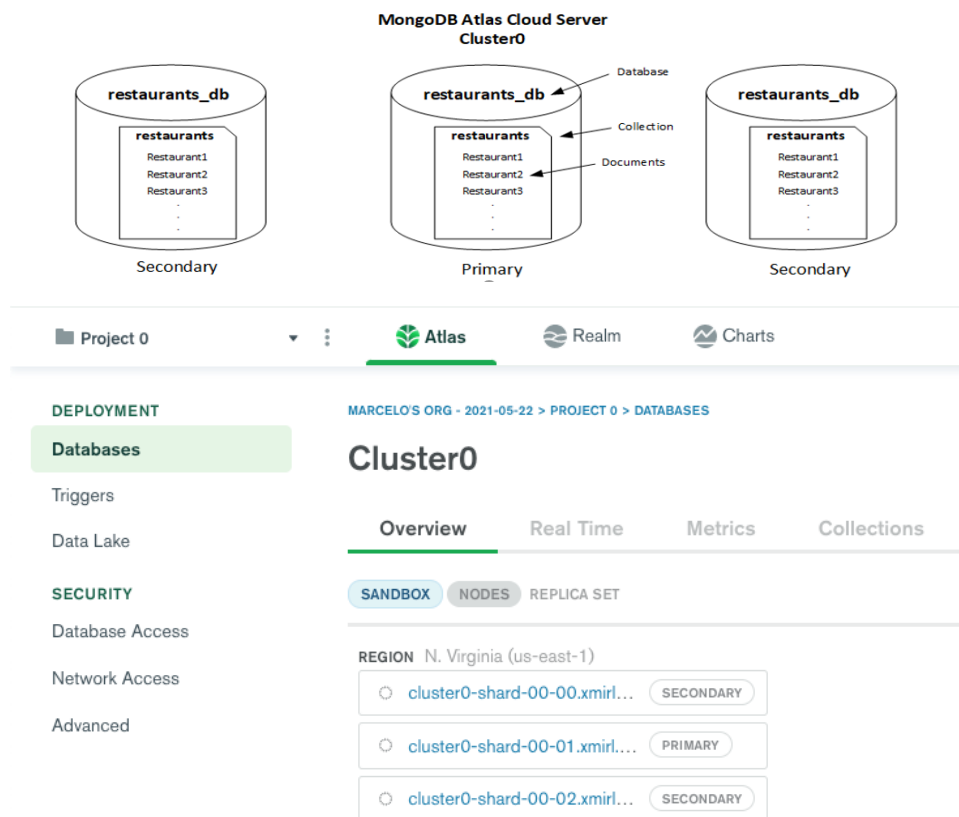 MongoDB Atlas Cloud Server
Cluster0
restaurants_db
restaurants
Restaurant1
Restaurant2
Restaurant3
.
.
.
Secondary
restaurants_db
restaurants
Restaurant1
Restaurant2
Restaurant3
.
.
.
Primary
Database
Collection
Documents
restaurants_db
restaurants
Restaurant1
Restaurant2
Restaurant3
.
.
.
Secondary
Project 0
Atlas
Realm
Charts
DEPLOYMENT
Databases
Triggers
Data Lake
SECURITY
Database Access
Network Access
Advanced
MARCELO'S ORG - 2021-05-22 > PROJECT 0 > DATABASES
Cluster0
Overview Real Time Metrics Collections
SANDBOX NODES REPLICA SET
REGION N. Virginia (us-east-1)
cluster0-shard-00-00.xmirl... SECONDARY
cluster0-shard-00-01.xmirl.... PRIMARY
cluster0-shard-00-02.xmirl... SECONDARY